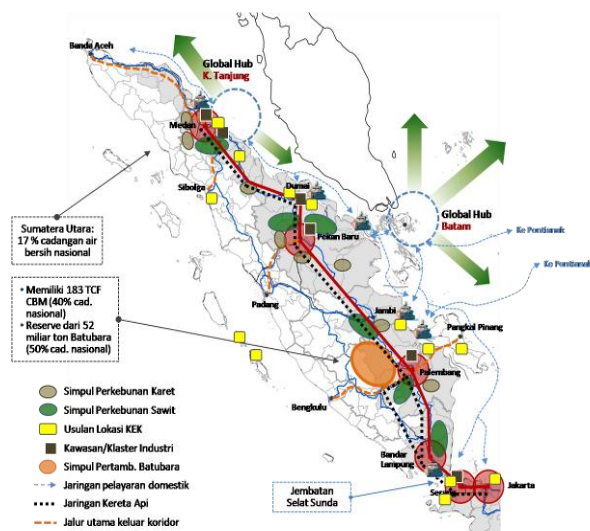 Banda Aceh
Global Hub
K. Tanjung
Medan
Sibolga
Dumai
Pekan Baru
Global Hub
Batam
Ke Pontianak
Ke Pontianak
Sumatera Utara:
17 % cadangan air
bersih nasional
• Memiliki 183 TCF
CBM (40% cad.
nasional)
• Reserve dari 52
miliar ton Batubara
(50% cad. nasional)
Padang
Jambi
Pangkal Pinang
Palembang
Bengkulu
Bandar
Lampung
Serang
Jakarta
Jembatan
Selat Sunda
Simpul Perkebunan Karet
Simpul Perkebunan Sawit
Usulan Lokasi KEK
Kawasan/Klaster Industri
Simpul Pertamb. Batubara
Jaringan pelayaran domestik
Jaringan Kereta Api
Jalur utama keluar koridor